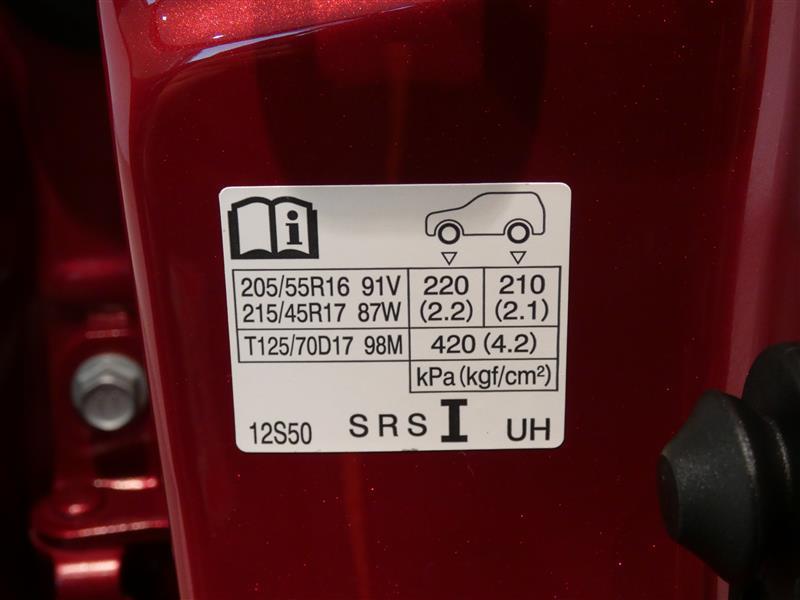 i
205/55R16 91V 220 210
215/45R17 87W (2.2) (2.1)
T125/70D17 98M 420 (4.2)
kPa (kgf/cm²)
12S50 SRS I UH